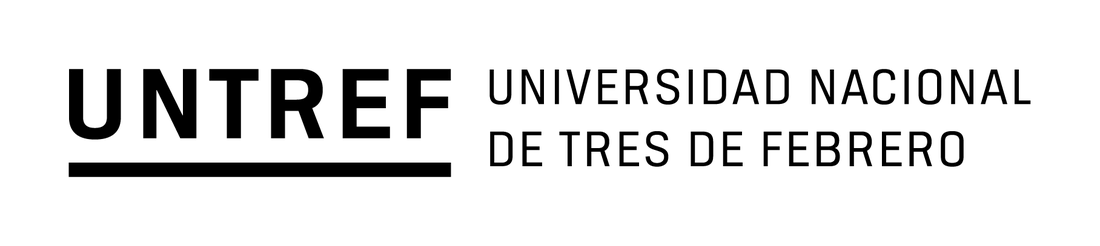 UNTREF
UNIVERSIDAD NACIONAL
DE TRES DE FEBRERO